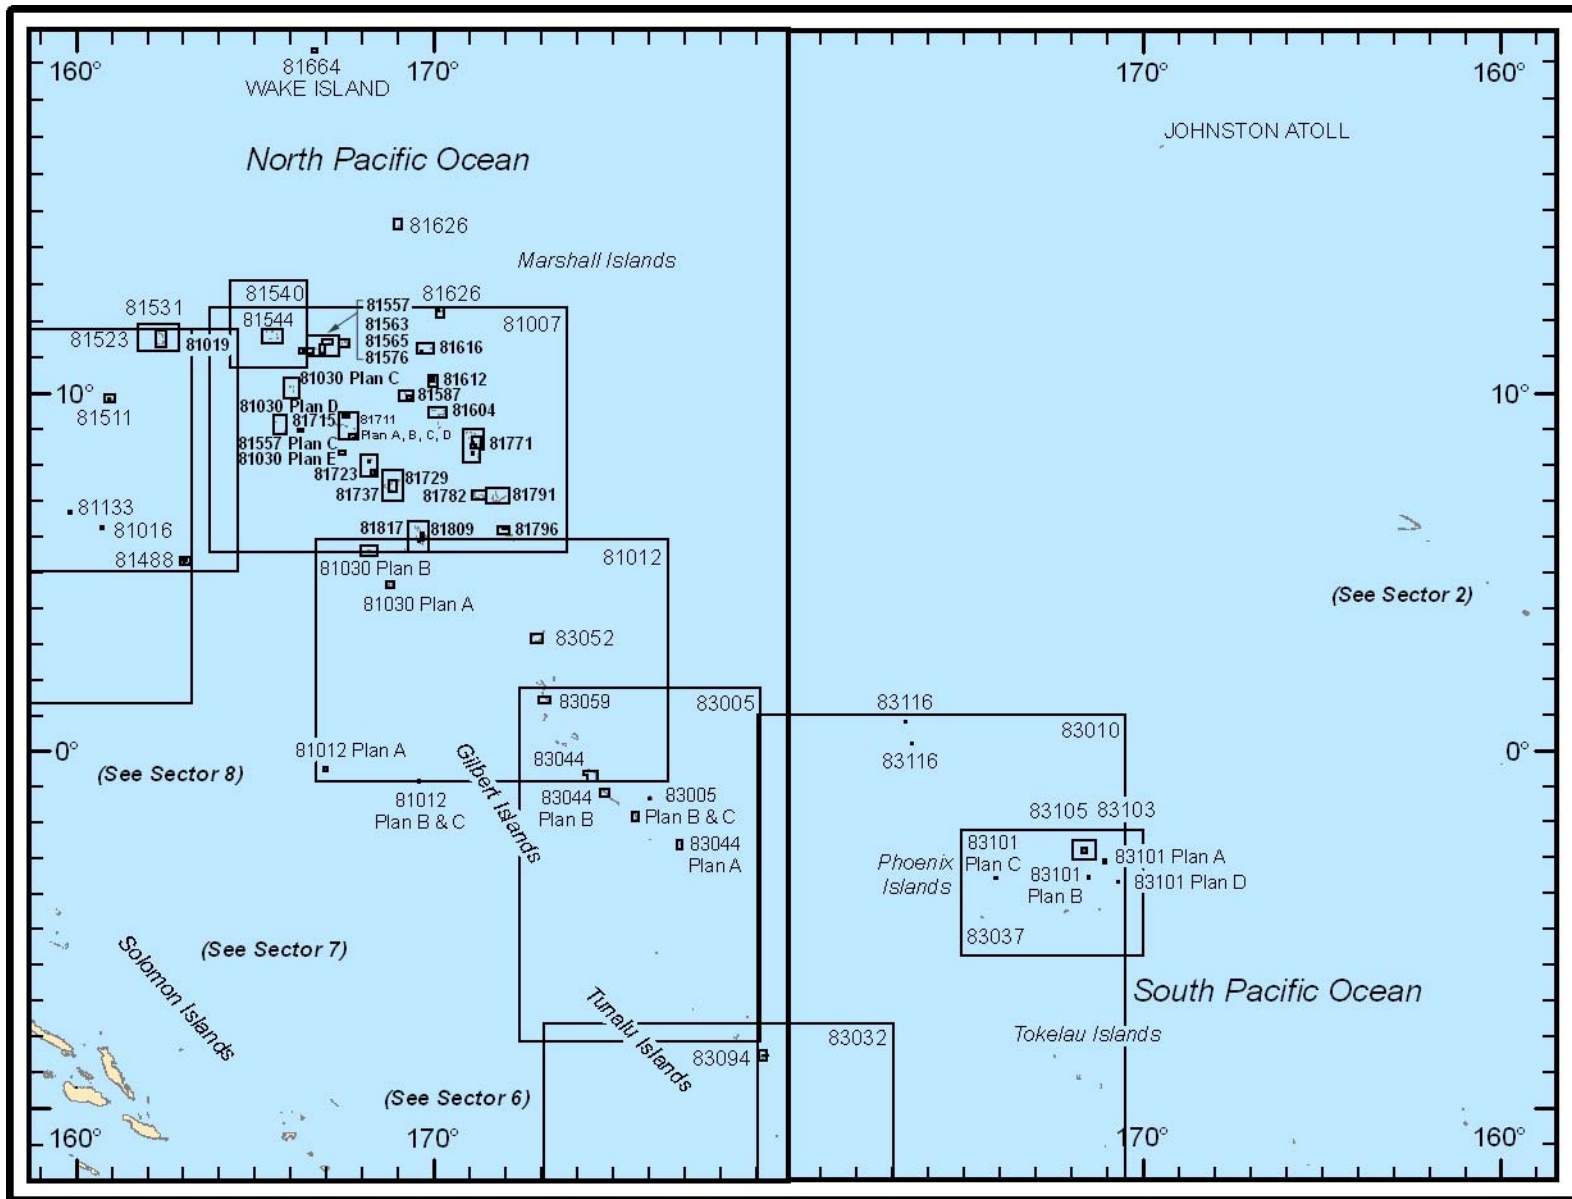 160°
81664
WAKE ISLAND
170°
170°
160°
JOHNSTON ATOLL
North Pacific Ocean
81626
Marshall Islands
81540
81626
81531
81557
81544
81563
81007
81523
81019
81565
81616
81576
81030 Plan C
81612
10°
81587
10°
81511
81030 Plan D
81604
81715
81711
Plan A, B, C, D
81557 Plan C
81771
81030 Plan E
81723
81729
81737
81782
81791
81133
81016
81817
81809
81796
81488
81012
81030 Plan B
81030 Plan A
(See Sector 2)
83052
83059
83005
83116
83010
0°
81012 Plan A
Gilbert Islands
83044
83116
0°
(See Sector 8)
81012
Plan B & C
83044
Plan B
83005
Plan B & C
83105
83103
83044
Plan A
Phoenix
Islands
83101
Plan C
83101 Plan A
83101
Plan B
83101 Plan D
83037
(See Sector 7)
Solomon Islands
South Pacific Ocean
Tunalu Islands
83032
Tokelau Islands
83094
(See Sector 6)
160°
170°
170°
160°